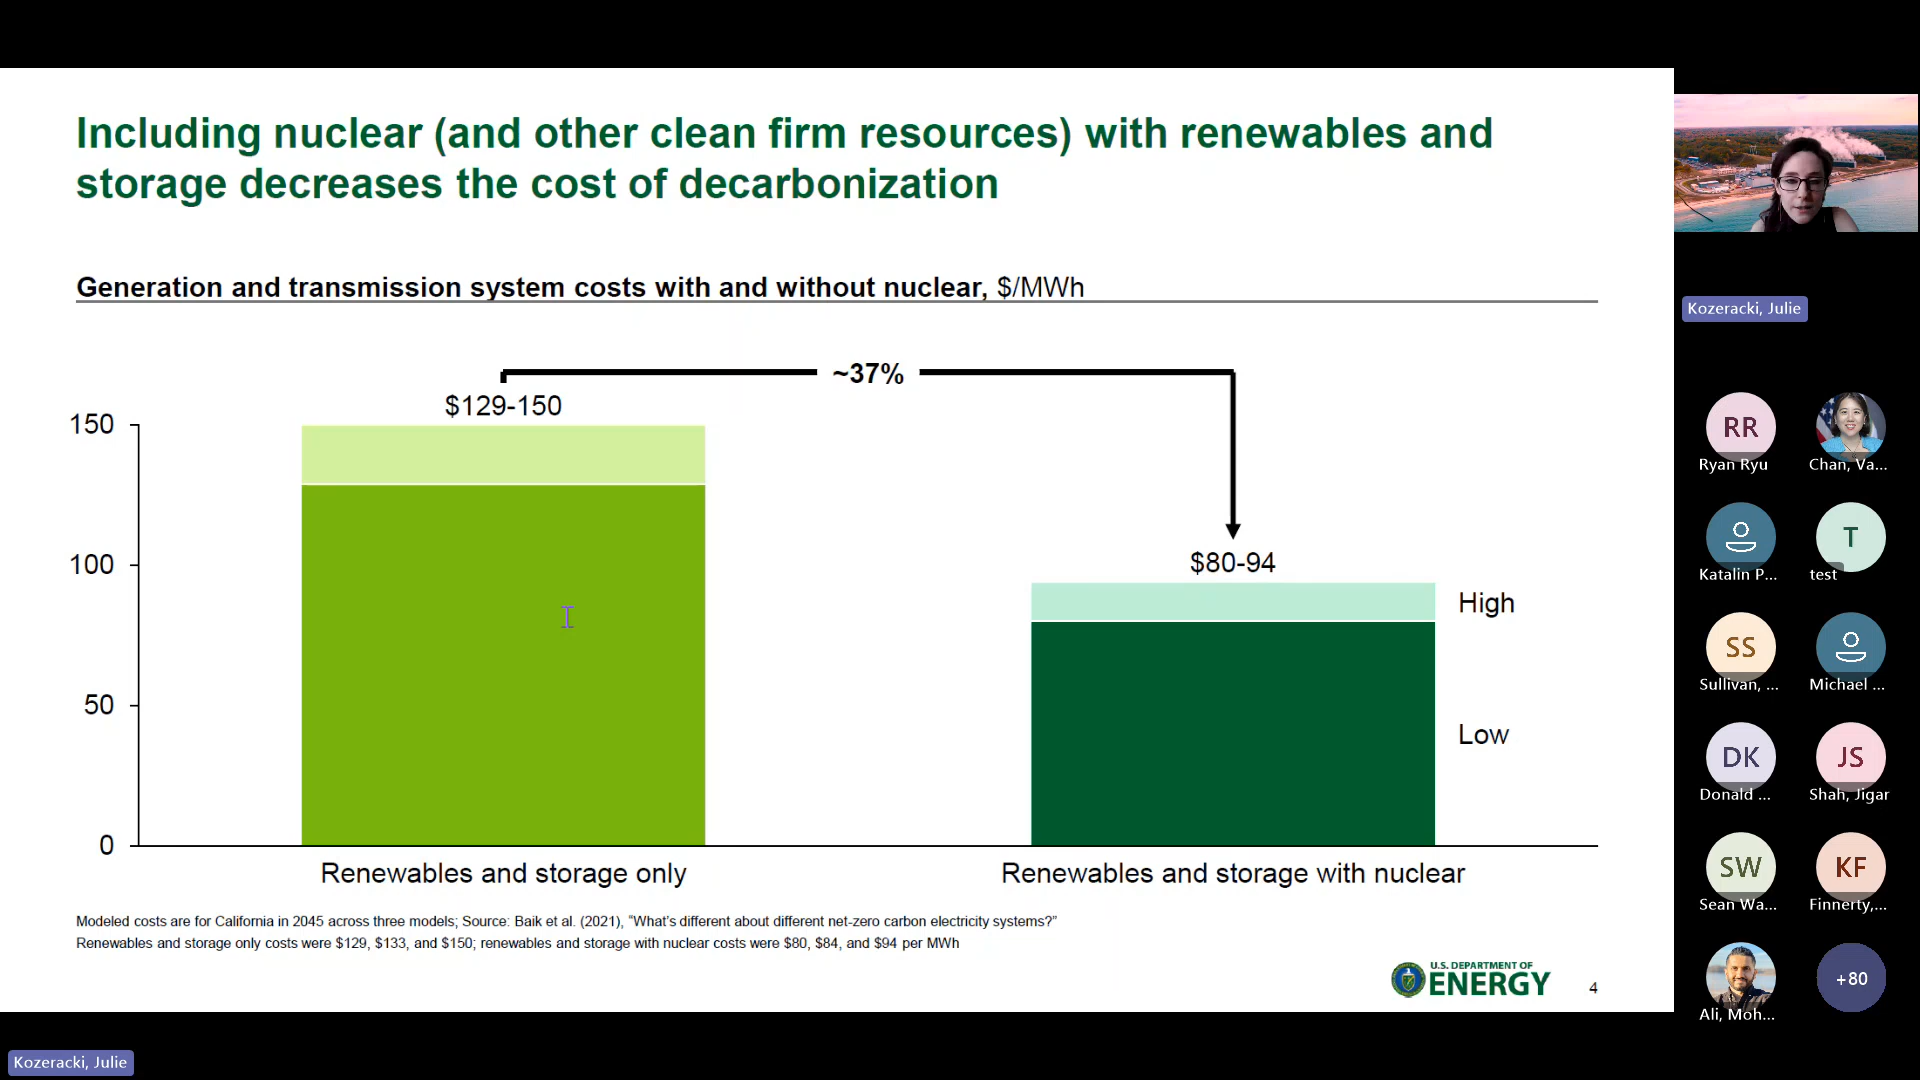 Including nuclear (and other clean firm resources) with renewables and
storage decreases the cost of decarbonization
Generation and transmission system costs with and without nuclear, $/MWh
~37%
$129-150
150
100
50
0
$80-94
High
Low
Renewables and storage only
Renewables and storage with nuclear
Modeled costs are for California in 2045 across three models; Source: Baik et al. (2021), "What's different about different net-zero carbon electricity systems?"
Renewables and storage only costs were $129, $133, and $150; renewables and storage with nuclear costs were $80, $84, and $94 per MWh
U.S. DEPARTMENT OF
ENERGY
4
Kozeracki, Julie
RR
Ryan Ryu
Chan, Va...
Katalin P...
T
test
SS
Sullivan, ...
Michael ...
DK
Donald ...
JS
Shah, Jigar
SW
Sean Wa...
KF
Finnerty,...
Ali, Moh...
+80
Kozeracki, Julie